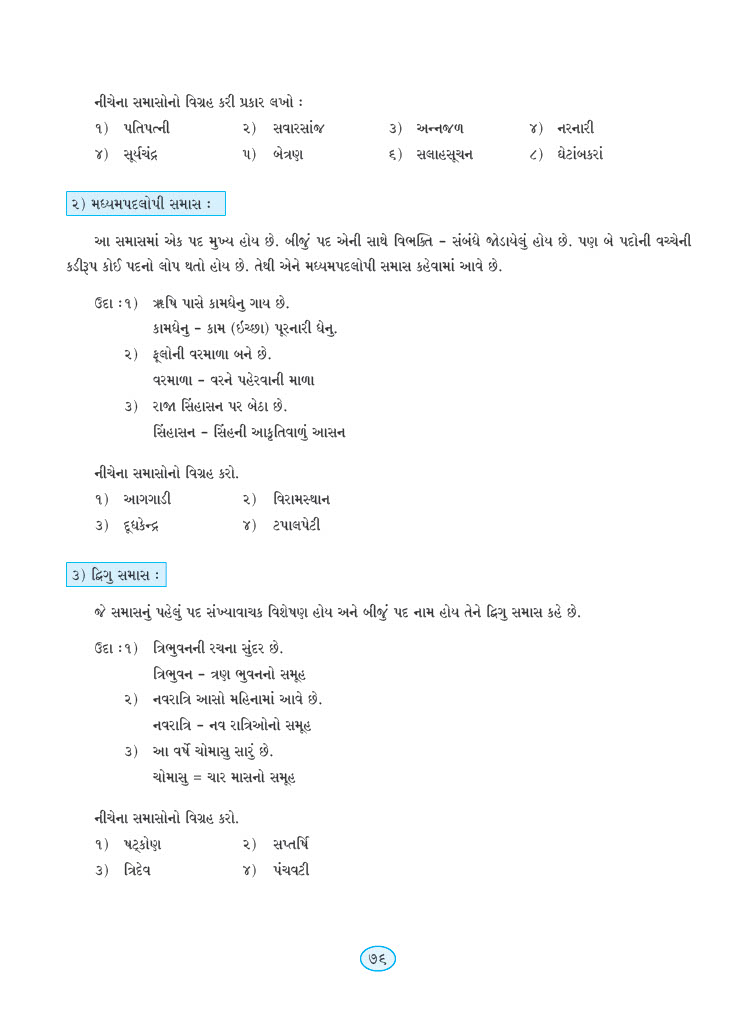 નીચેના સમાસોનો વિગ્રહ કરી પ્રકાર લખો :
૧) પતિપત્ની ૨) સવારસાંજ ૩) અન્નજળ ૪) નરનારી
૪) સૂર્યચંદ્ર ૫) બેત્રણ ૬) સલાહસૂચન ૮) ઘેટાંબકરાં
૨) મધ્યમપદલોપી સમાસ :
આ સમાસમાં એક પદ મુખ્ય હોય છે. બીજું પદ એની સાથે વિભક્તિ – સંબંધે જોડાયેલું હોય છે. પણ બે પદોની વચ્ચેની
કડીરૂપ કોઈ પદનો લોપ થતો હોય છે. તેથી એને મધ્યમપદલોપી સમાસ કહેવામાં આવે છે.
ઉદા : ૧) ઋષિ પાસે કામધેનુ ગાય છે.
કામધેનુ – કામ (ઇચ્છા) પૂરનારી ધેનુ.
૨) ફૂલોની વરમાળા બને છે.
વરમાળા – વરને પહેરવાની માળા
૩) રાજા સિંહાસન પર બેઠા છે.
સિંહાસન – સિંહની આકૃતિવાળું આસન
નીચેના સમાસોનો વિગ્રહ કરો.
૧) આગગાડી ૨) વિરામસ્થાન
૩) દૂધકેન્દ્ર ૪) ટપાલપેટી
૩) દ્વિગુ સમાસ :
જે સમાસનું પહેલું પદ સંખ્યાવાચક વિશેષણ હોય અને બીજું પદ નામ હોય તેને દ્વિગુ સમાસ કહે છે.
ઉદા : ૧) ત્રિભુવનની રચના સુંદર છે.
ત્રિભુવન – ત્રણ ભુવનનો સમૂહ
૨) નવરાત્રિ આસો મહિનામાં આવે છે.
નવરાત્રિ – નવ રાત્રિઓનો સમૂહ
૩) આ વર્ષે ચોમાસુ સારું છે.
ચોમાસુ = ચાર માસનો સમૂહ
નીચેના સમાસોનો વિગ્રહ કરો.
૧) ષટ્કોણ ૨) સપ્તર્ષિ
૩) ત્રિદેવ ૪) પંચવટી
૭૬